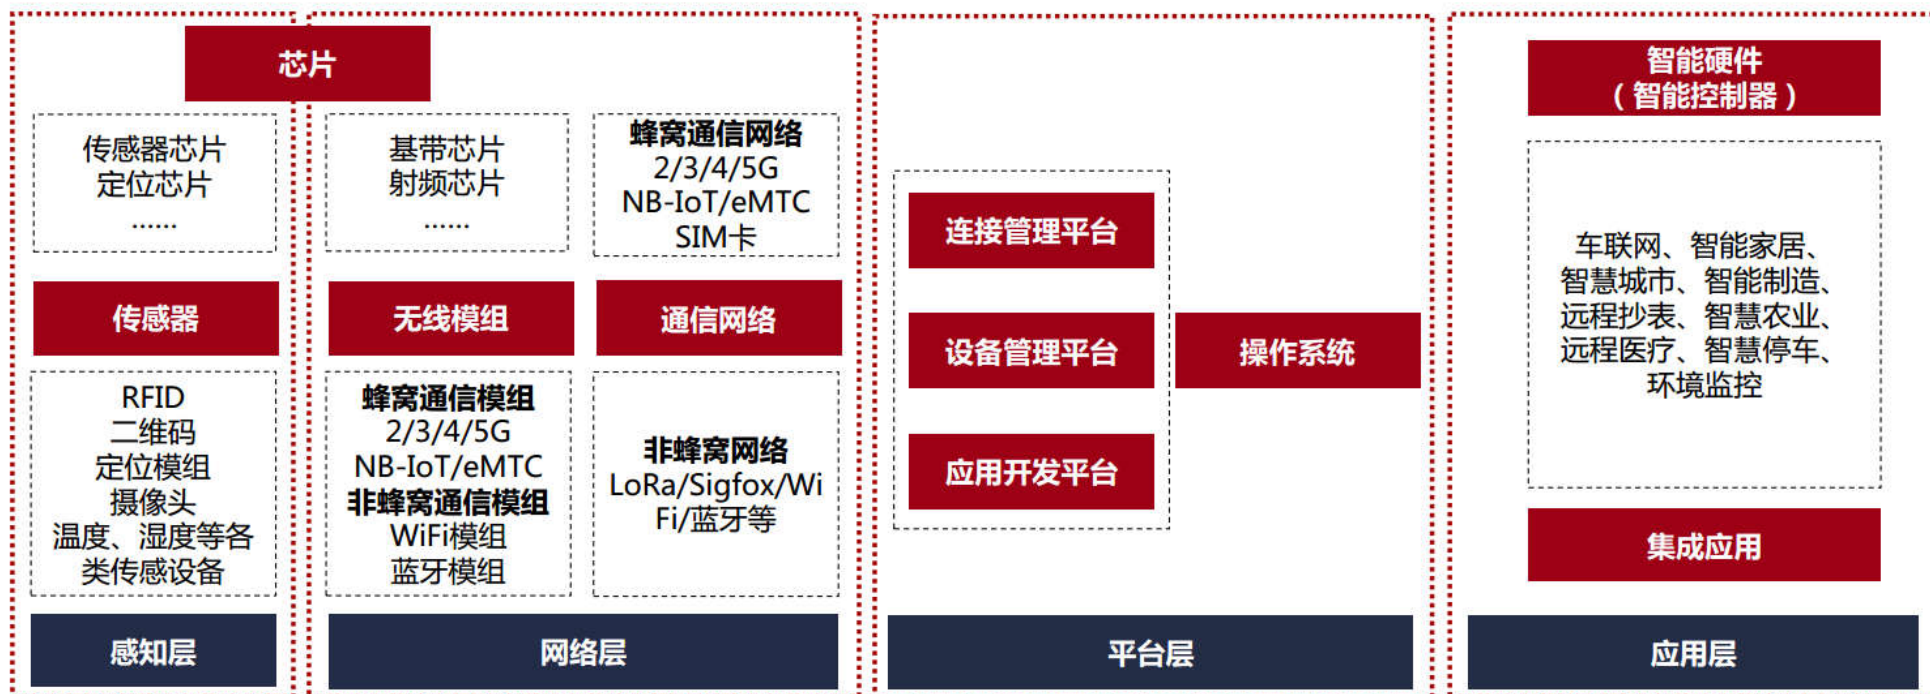 芯片
传感器芯片
定位芯片
......
传感器
RFID
二维码
定位模组
摄像头
温度、湿度等各
类传感设备
感知层
基带芯片
射频芯片
......
无线模组
蜂窝通信模组
2/3/4/5G
NB-IoT/eMTC
非蜂窝通信模组
WiFi模组
蓝牙模组
蜂窝通信网络
2/3/4/5G
NB-IoT/eMTC
SIM卡
通信网络
非蜂窝网络
LoRa/Sigfox/Wi
Fi/蓝牙等
网络层
连接管理平台
设备管理平台
应用开发平台
操作系统
平台层
智能硬件
（智能控制器）
车联网、智能家居、
智慧城市、智能制造、
远程抄表、智慧农业、
远程医疗、智慧停车、
环境监控
集成应用
应用层